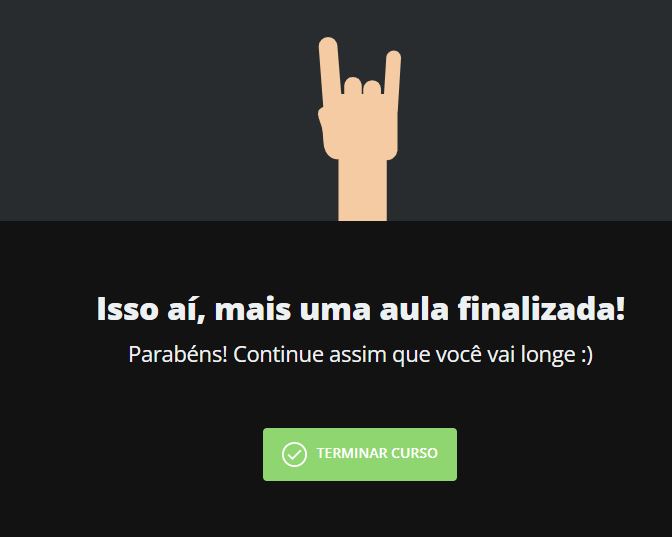 Isso aí, mais uma aula finalizada!
Parabéns! Continue assim que você vai longe :)
TERMINAR CURSO